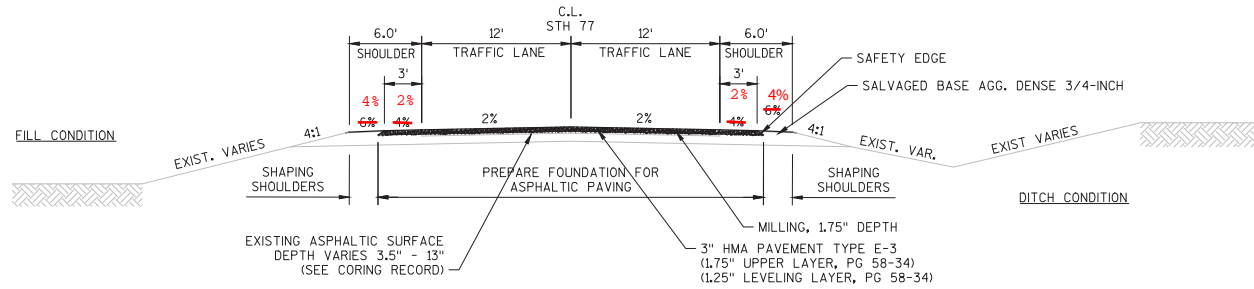 C.L.
STH 77
6.0' 12' 12' 6.0'
SHOULDER TRAFFIC LANE TRAFFIC LANE SHOULDER
3' 3'
SAFETY EDGE
SALVAGED BASE AGG. DENSE 3/4-INCH
4% 2% 2% 4%
6% 4% 2% 2% 4% 6%
FILL CONDITION
4:1 4:1
EXIST. VARIES EXIST. VAR. EXIST VARIES
SHAPING
SHOULDERS
PREPARE FOUNDATION FOR
ASPHALTIC PAVING
SHAPING
SHOULDERS
DITCH CONDITION
MILLING, 1.75" DEPTH
EXISTING ASPHALTIC SURFACE
DEPTH VARIES 3.5" - 13"
(SEE CORING RECORD)
3" HMA PAVEMENT TYPE E-3
(1.75" UPPER LAYER, PG 58-34)
(1.25" LEVELING LAYER, PG 58-34)